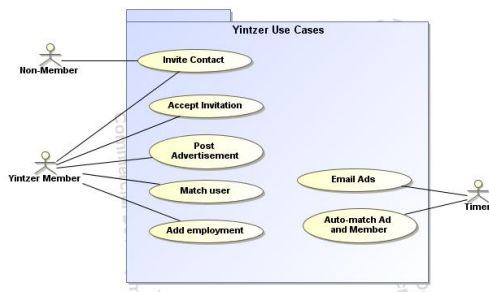 Yintzer Use Cases
Invite Contact
Non-Member
Accept Invitation
Post
Advertisement
Yintzer Member
Email Ads
Match user
Timer
Auto-match Ad
and Member
Add employment